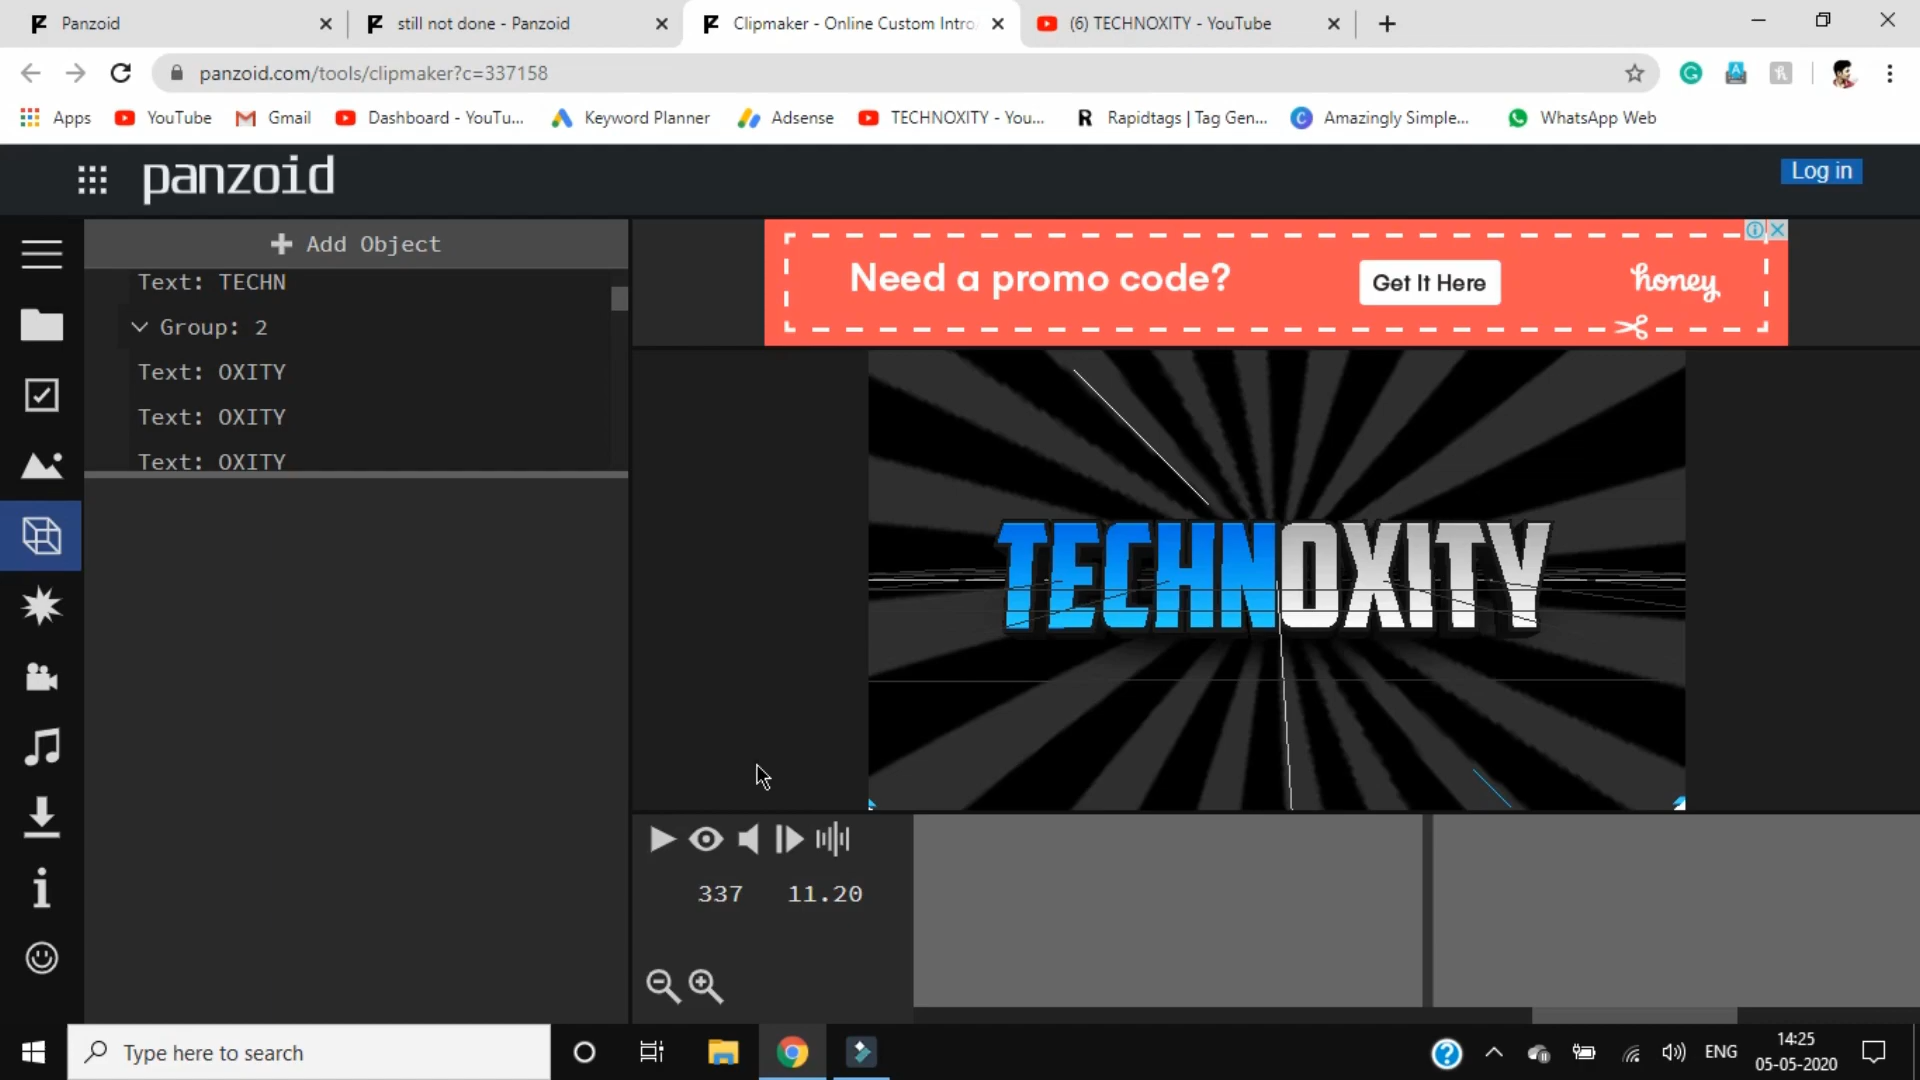 Panzoid
still not done - Panzoid
Clipmaker - Online Custom Intro
(6) TECHNOXITY - YouTube
panzoid.com/tools/clipmaker?c=337158
Apps
YouTube
Gmail
Dashboard - YouTu...
Keyword Planner
Adsense
TECHNOXITY - You...
Rapidtags | Tag Gen...
Amazingly Simple...
WhatsApp Web
panzoid
Log in
Add Object
Text: TECHN
Group: 2
Text: OXITY
Text: OXITY
Text: OXITY
Need a promo code?
Get It Here
honey
TECHNOXITY
337 11.20
Type here to search
ENG
14:25
05-05-2020